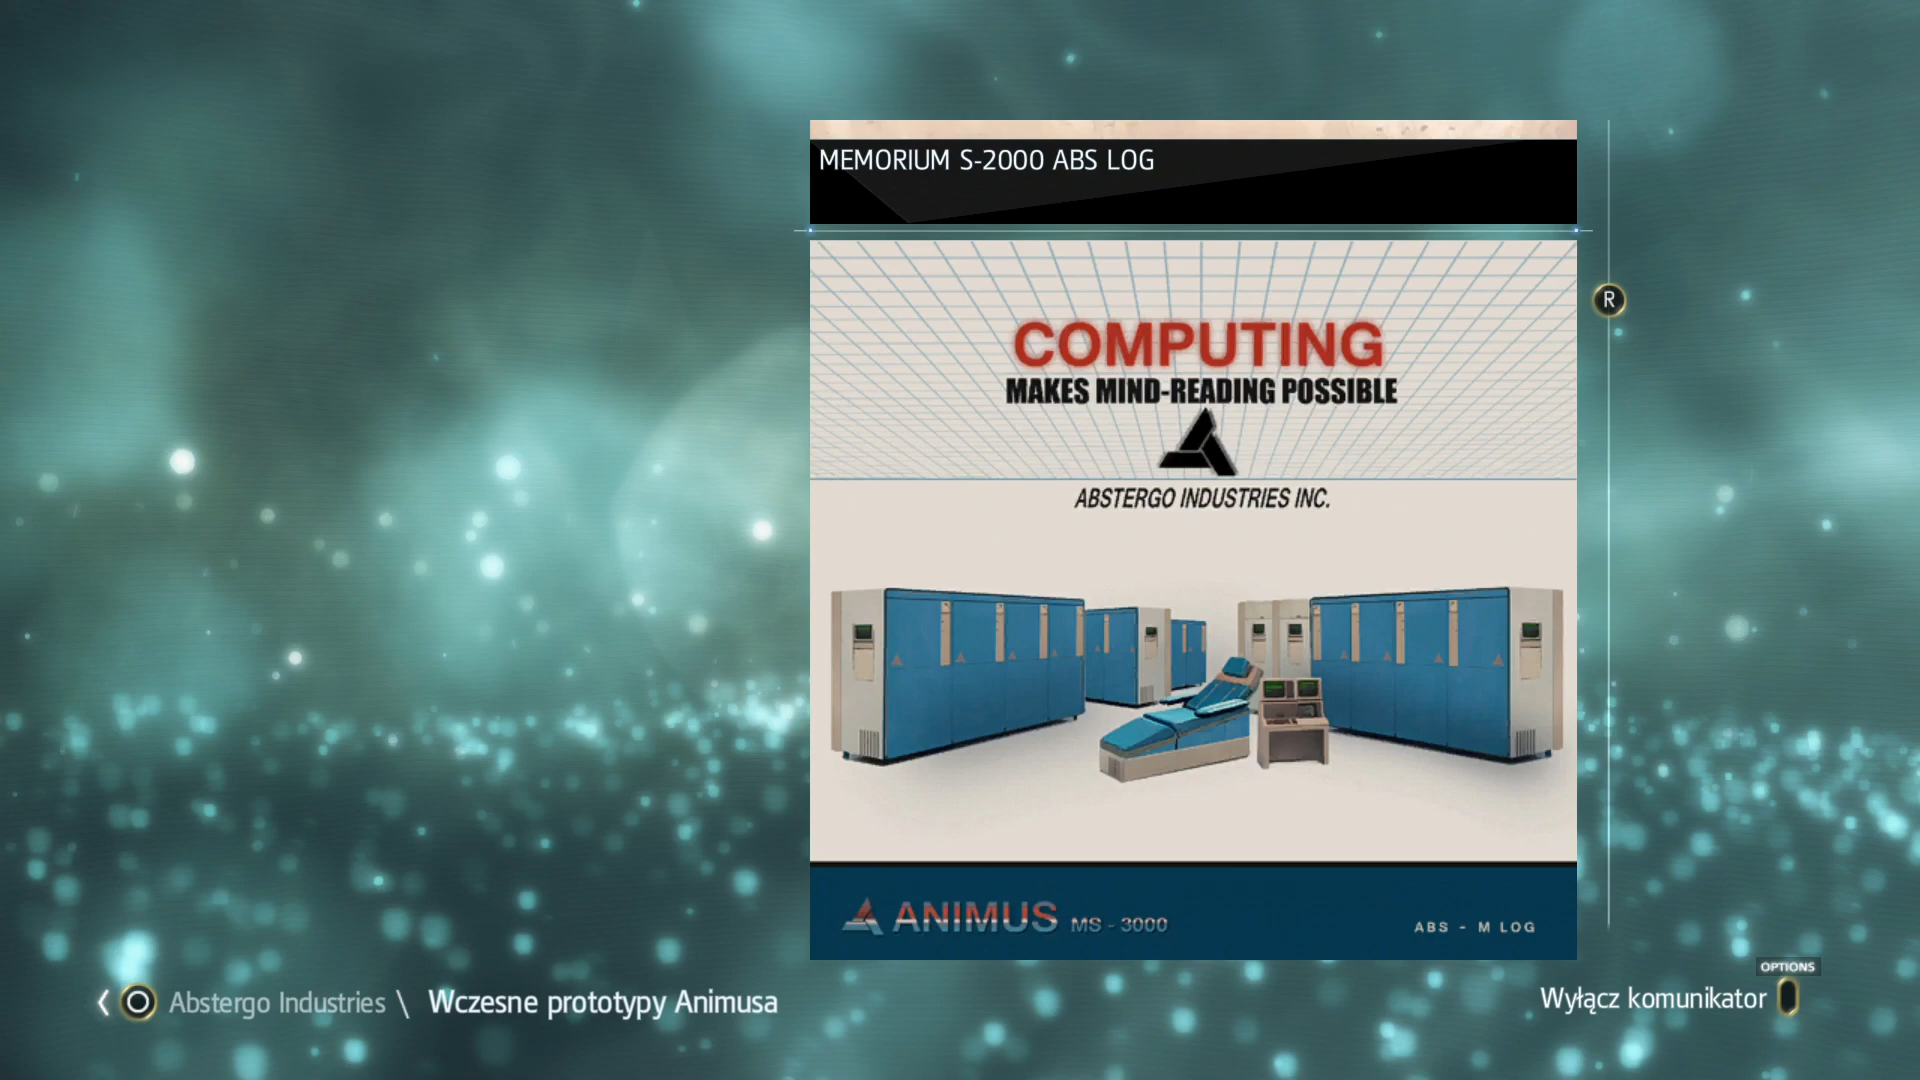 MEMORIUM S-2000 ABS LOG
COMPUTING
MAKES MIND-READING POSSIBLE
ABSTERGO INDUSTRIES INC.
R
ANIMUS MS - 3000
ABS - M LOG
OPTIONS
Abstergo Industries \ Wczesne prototypy Animusa
Wyłącz komunikator